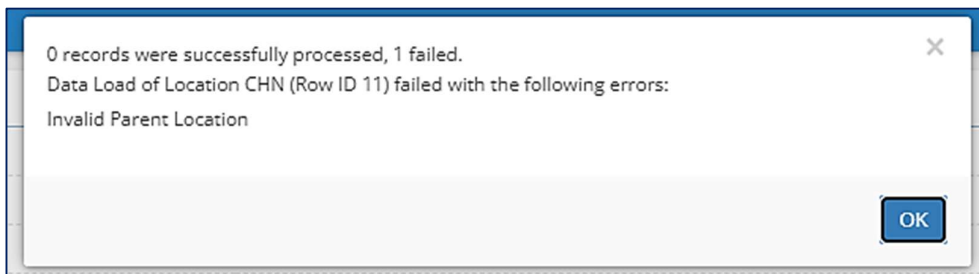 0 records were successfully processed, 1 failed.
Data Load of Location CHN (Row ID 11) failed with the following errors:
Invalid Parent Location
OK